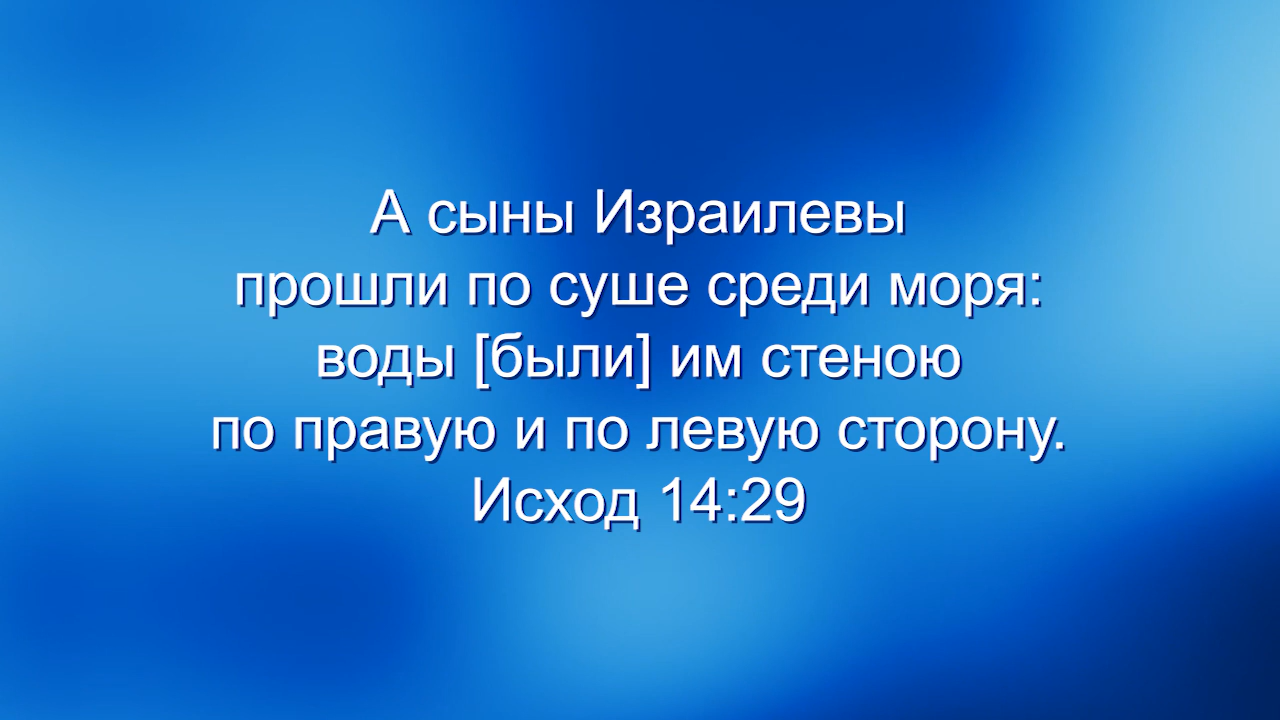 А сыны Израилевы
прошли по суше среди моря:
воды [были] им стеною
по правую и по левую сторону.
Исход 14:29